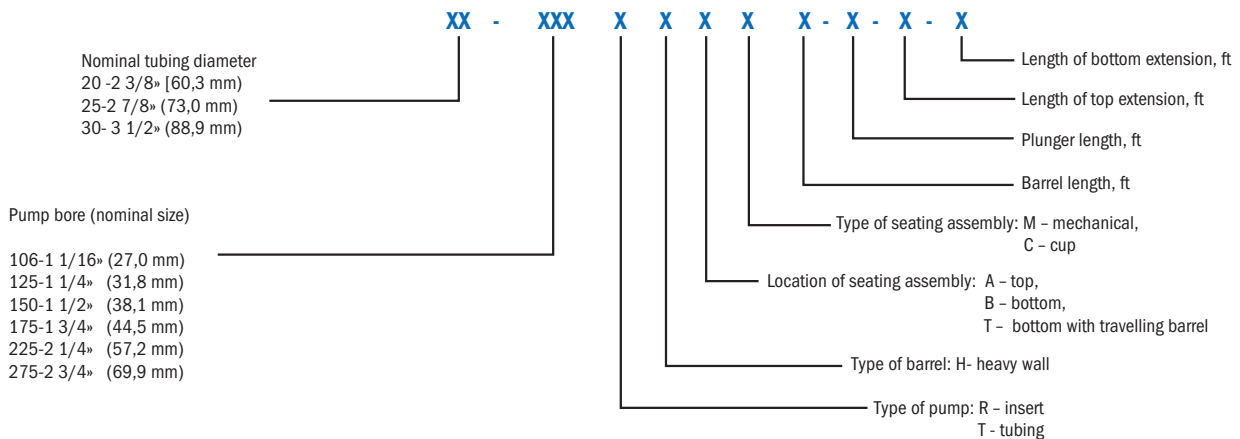 XX - XXX X X X X X - X - X - X
Nominal tubing diameter
20 -2 3/8» [60,3 mm)
25-2 7/8» (73,0 mm)
30- 3 1/2» (88,9 mm)
Pump bore (nominal size)
106-1 1/16» (27,0 mm)
125-1 1/4» (31,8 mm)
150-1 1/2» (38,1 mm)
175-1 3/4» (44,5 mm)
225-2 1/4» (57,2 mm)
275-2 3/4» (69,9 mm)
Length of bottom extension, ft
Length of top extension, ft
Plunger length, ft
Barrel length, ft
Type of seating assembly: M – mechanical,
C – cup
Location of seating assembly: A – top,
B – bottom,
T – bottom with travelling barrel
Type of barrel: H- heavy wall
Type of pump: R – insert
T - tubing